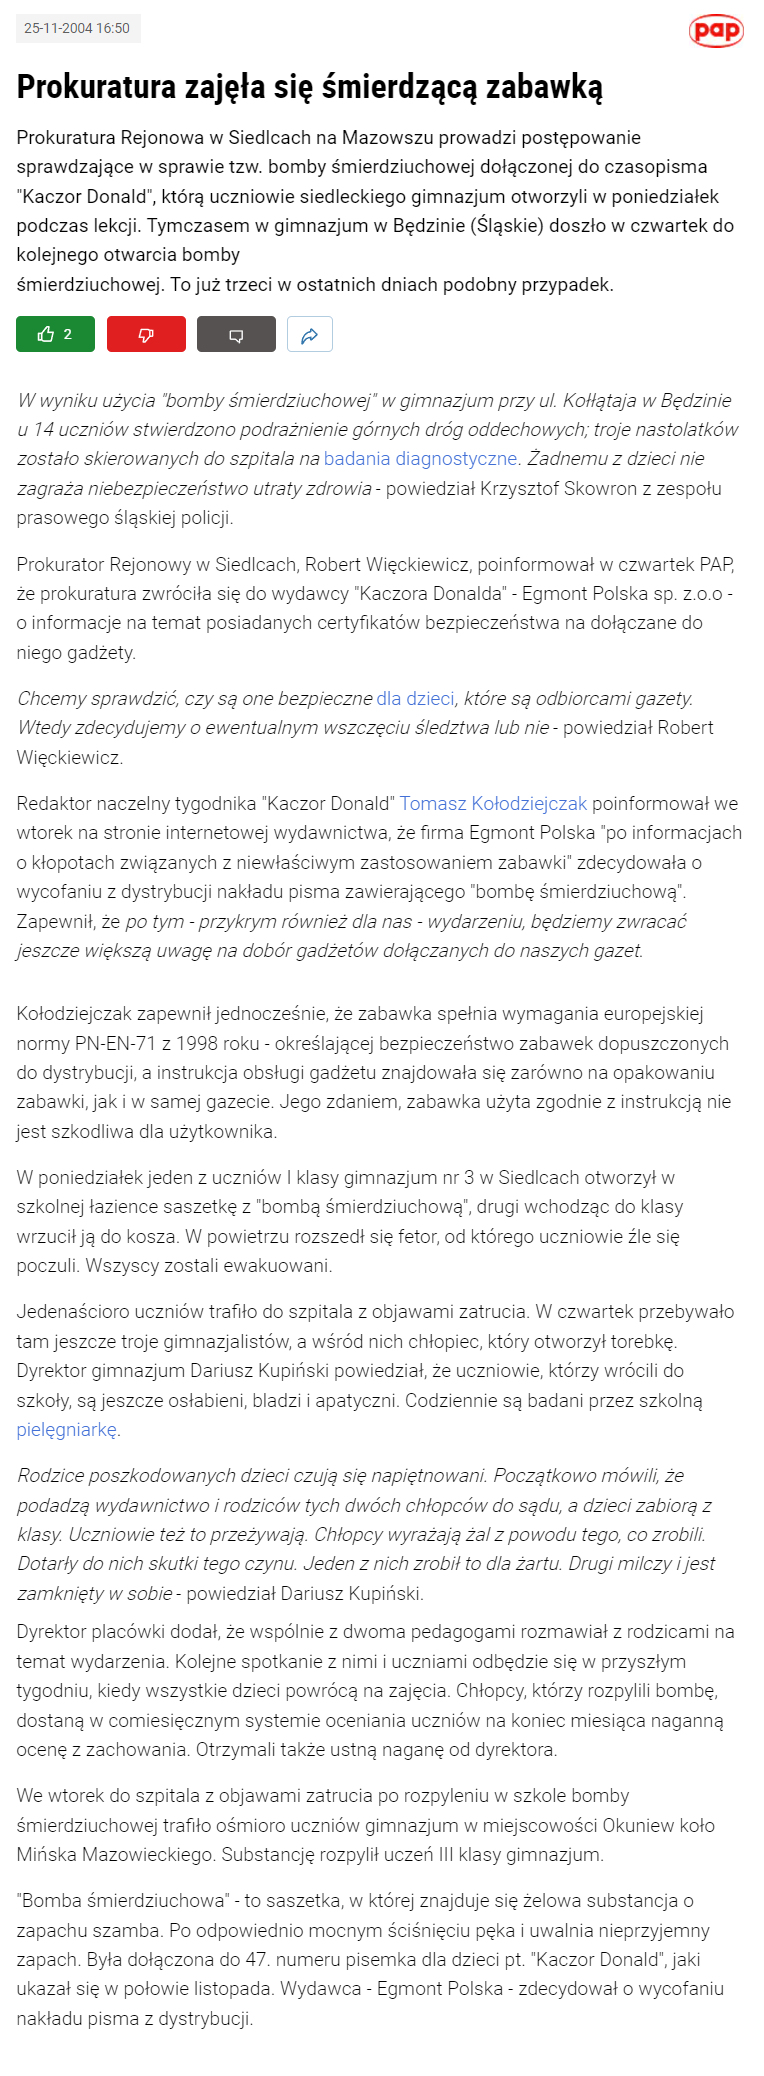 25-11-2004 16:50
pap
Prokuratura zajęła się śmierdzącą zabawką
Prokuratura Rejonowa w Siedlcach na Mazowszu prowadzi postępowanie
sprawdzające w sprawie tzw. bomby śmierdziuchowej dołączonej do czasopisma
"Kaczor Donald", którą uczniowie siedleckiego gimnazjum otworzyli w poniedziałek
podczas lekcji. Tymczasem w gimnazjum w Będzinie (Śląskie) doszło w czwartek do
kolejnego otwarcia bomby
śmierdziuchowej. To już trzeci w ostatnich dniach podobny przypadek.
2
W wyniku użycia "bomby śmierdziuchowej" w gimnazjum przy ul. Kołłątaja w Będzinie
u 14 uczniów stwierdzono podrażnienie górnych dróg oddechowych; troje nastolatków
zostało skierowanych do szpitala na badania diagnostyczne. Żadnemu z dzieci nie
zagraża niebezpieczeństwo utraty zdrowia - powiedział Krzysztof Skowron z zespołu
prasowego śląskiej policji.
Prokurator Rejonowy w Siedlcach, Robert Więckiewicz, poinformował w czwartek PAP,
że prokuratura zwróciła się do wydawcy "Kaczora Donalda" - Egmont Polska sp. z.o.o -
o informacje na temat posiadanych certyfikatów bezpieczeństwa na dołączane do
niego gadżety.
Chcemy sprawdzić, czy są one bezpieczne dla dzieci, które są odbiorcami gazety.
Wtedy zdecydujemy o ewentualnym wszczęciu śledztwa lub nie - powiedział Robert
Więckiewicz.
Redaktor naczelny tygodnika "Kaczor Donald" Tomasz Kołodziejczak poinformował we
wtorek na stronie internetowej wydawnictwa, że firma Egmont Polska "po informacjach
o kłopotach związanych z niewłaściwym zastosowaniem zabawki" zdecydowała o
wycofaniu z dystrybucji nakładu pisma zawierającego "bombę śmierdziuchową".
Zapewnił, że po tym - przykrym również dla nas - wydarzeniu, będziemy zwracać
jeszcze większą uwagę na dobór gadżetów dołączanych do naszych gazet.
Kołodziejczak zapewnił jednocześnie, że zabawka spełnia wymagania europejskiej
normy PN-EN-71 z 1998 roku - określającej bezpieczeństwo zabawek dopuszczonych
do dystrybucji, a instrukcja obsługi gadżetu znajdowała się zarówno na opakowaniu
zabawki, jak i w samej gazecie. Jego zdaniem, zabawka użyta zgodnie z instrukcją nie
jest szkodliwa dla użytkownika.
W poniedziałek jeden z uczniów I klasy gimnazjum nr 3 w Siedlcach otworzył w
szkolnej łazience saszetkę z "bombą śmierdziuchową", drugi wchodząc do klasy
wrzucił ją do kosza. W powietrzu rozszedł się fetor, od którego uczniowie źle się
poczuli. Wszyscy zostali ewakuowani.
Jedenaścioro uczniów trafiło do szpitala z objawami zatrucia. W czwartek przebywało
tam jeszcze troje gimnazjalistów, a wśród nich chłopiec, który otworzył torebkę.
Dyrektor gimnazjum Dariusz Kupiński powiedział, że uczniowie, którzy wrócili do
szkoły, są jeszcze osłabieni, bladzi i apatyczni. Codziennie są badani przez szkolną
pielęgniarkę.
Rodzice poszkodowanych dzieci czują się napiętnowani. Początkowo mówili, że
podadzą wydawnictwo i rodziców tych dwóch chłopców do sądu, a dzieci zabiorą z
klasy. Uczniowie też to przeżywają. Chłopcy wyrażają żal z powodu tego, co zrobili.
Dotarły do nich skutki tego czynu. Jeden z nich zrobił to dla żartu. Drugi milczy i jest
zamknięty w sobie - powiedział Dariusz Kupiński.
Dyrektor placówki dodał, że wspólnie z dwoma pedagogami rozmawiał z rodzicami na
temat wydarzenia. Kolejne spotkanie z nimi i uczniami odbędzie się w przyszłym
tygodniu, kiedy wszystkie dzieci powrócą na zajęcia. Chłopcy, którzy rozpylili bombę,
dostaną w comiesięcznym systemie oceniania uczniów na koniec miesiąca naganną
ocenę z zachowania. Otrzymali także ustną naganę od dyrektora.
We wtorek do szpitala z objawami zatrucia po rozpyleniu w szkole bomby
śmierdziuchowej trafiło ośmioro uczniów gimnazjum w miejscowości Okuniew koło
Mińska Mazowieckiego. Substancję rozpylił uczeń III klasy gimnazjum.
"Bomba śmierdziuchowa" - to saszetka, w której znajduje się żelowa substancja o
zapachu szamba. Po odpowiednio mocnym ściśnięciu pęka i uwalnia nieprzyjemny
zapach. Była dołączona do 47. numeru pisemka dla dzieci pt. "Kaczor Donald", jaki
ukazał się w połowie listopada. Wydawca - Egmont Polska - zdecydował o wycofaniu
nakładu pisma z dystrybucji.